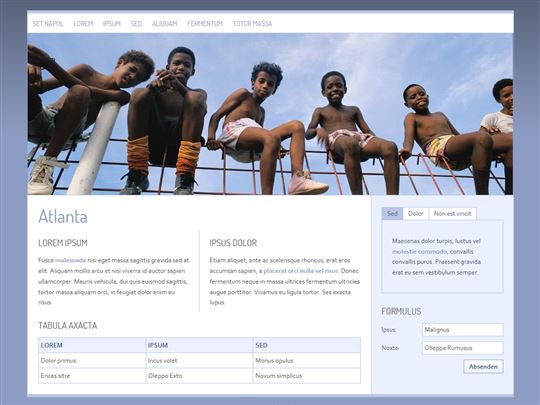 SET NAPOL LOREM IPSUM SED ALIQUAM FERMENTUM TOTOR MASSA
Atlanta
LOREM IPSUM
Fusce malesuada nisi eget massa sagittis gravida sed at
elit. Aliquam mollis arcu et nisi viverra id auctor sapien
ullamcorper. Mauris vehicula, dui quis euismod sagittis,
tortor massa aliquam orci, in feugiat dolor enim eu
risus.
IPSUS DOLOR
Etiam aliquet, ante ac scelerisque rhoncus, erat eros
accumsan sapien, a placerat orci nulla vel risus. Donec
fermentum neque in massa ultrices fermentum ultricies
augue porttitor. Vivamus eu ligula tortor. Ses exacta
lupus.
TABULA AXACTA
LOREM IPSUM SED
Dolor primus Incus volet Monus opulus
Encas sitre Oleppo Exto Novum simplicus
Sed Dolor Non est vincit
Maecenas dolor turpis, luctus vel
molestie commodo, convallis
convallis purus. Praesent gravida
erat eu sem vestibulum semper.
FORMULUS
Ipsus Malignus
Noxto Olleppa Rumusus
Absenden